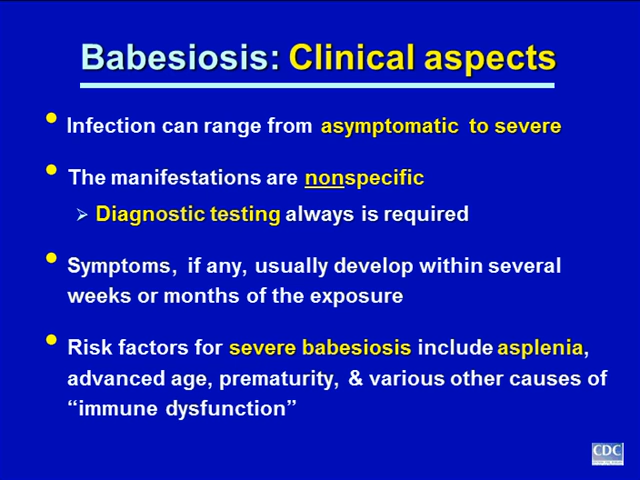 Babesiosis: Clinical aspects
• Infection can range from asymptomatic to severe
• The manifestations are nonspecific
➢ Diagnostic testing always is required
• Symptoms, if any, usually develop within several
weeks or months of the exposure
• Risk factors for severe babesiosis include asplenia,
advanced age, prematurity, & various other causes of
“immune dysfunction”
CDC